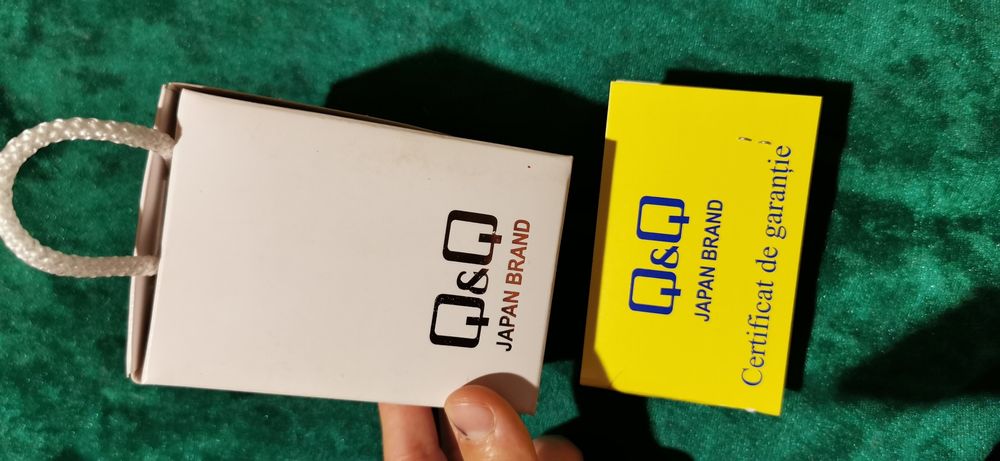 Q&Q
JAPAN BRAND
Q&Q
JAPAN BRAND
Certificat de garanție